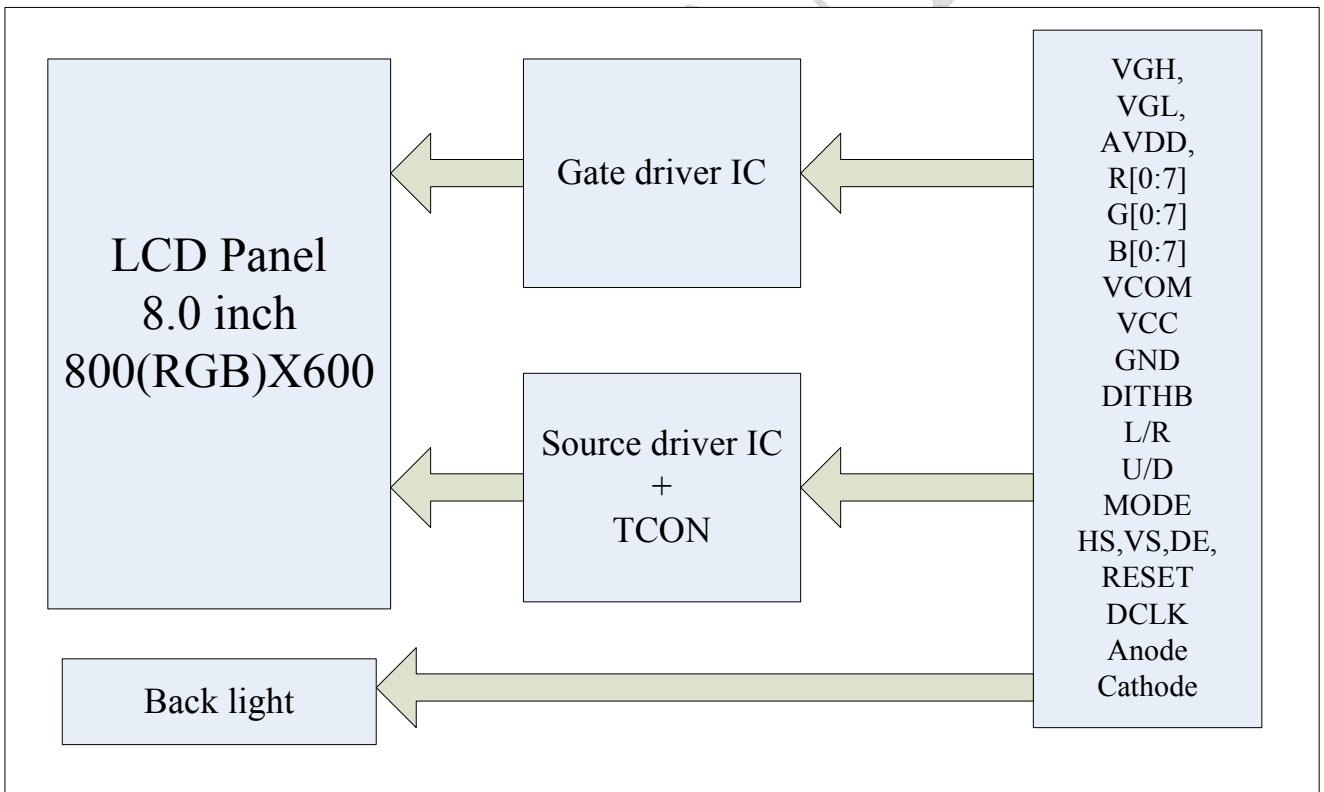 LCD Panel
8.0 inch
800(RGB)X600
Gate driver IC
Source driver IC
+
TCON
Back light
VGH,
VGL,
AVDD,
R[0:7]
G[0:7]
B[0:7]
VCOM
VCC
GND
DITHB
L/R
U/D
MODE
HS,VS,DE,
RESET
DCLK
Anode
Cathode